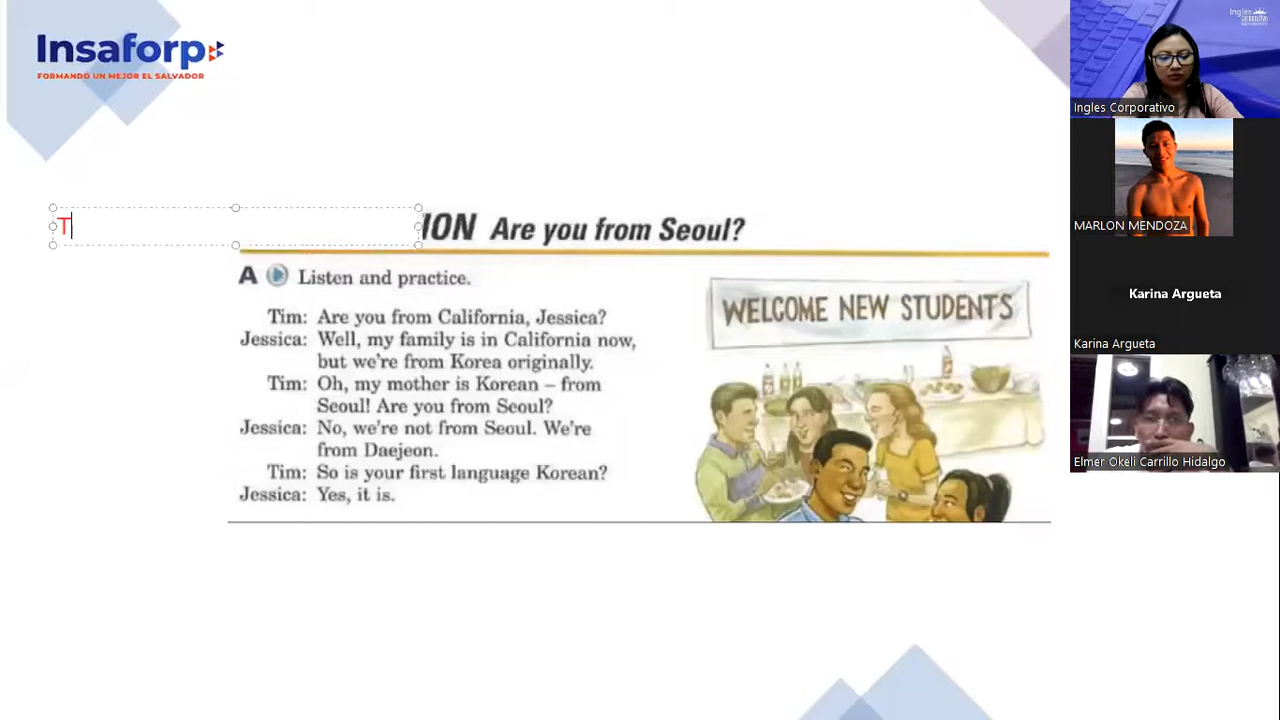 Insaforp
FORMANDO UN MEJOR EL SALVADOR
T
ION Are you from Seoul?
A Listen and practice.
Tim: Are you from California, Jessica?
Jessica: Well, my family is in California now,
but we're from Korea originally.
Tim: Oh, my mother is Korean – from
Seoul! Are you from Seoul?
Jessica: No, we're not from Seoul. We're
from Daejeon.
Tim: So is your first language Korean?
Jessica: Yes, it is.
WELCOME NEW STUDENTS
Inglés
Corporativo
Ingles Corporativo
MARLON MENDOZA
Karina Argueta
Karina Argueta
Elmer Okeli Carrillo Hidalgo